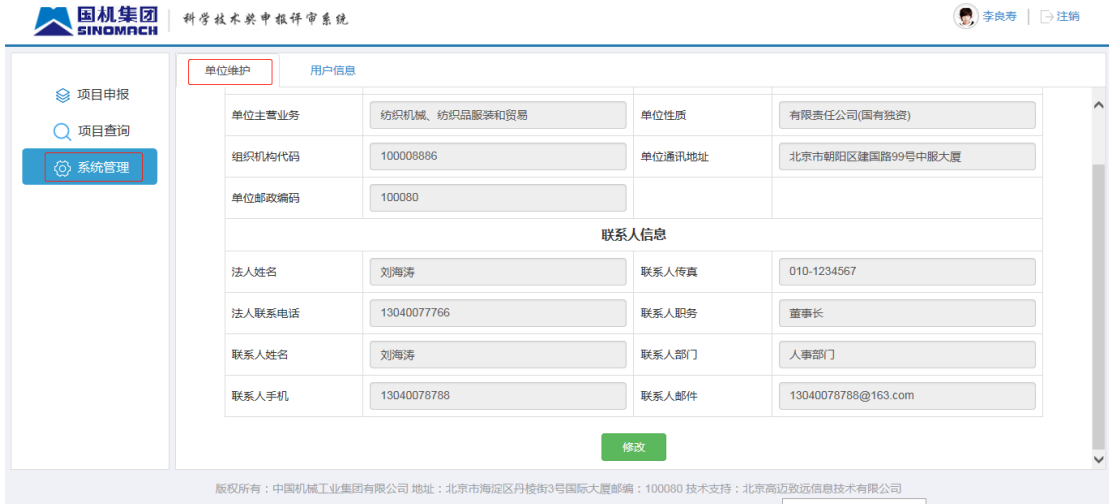 国机集团 SINOMACH 科学技术奖申报评审系统 李良寿 注销
单位维护 用户信息
项目申报
项目查询
系统管理
单位主营业务 纺织机械、纺织品服装和贸易 单位性质 有限责任公司(国有独资)
组织机构代码 100008886 单位通讯地址 北京市朝阳区建国路99号中服大厦
单位邮政编码 100080
联系人信息
法人姓名 刘海涛 联系人传真 010-1234567
法人联系电话 13040077766 联系人职务 董事长
联系人姓名 刘海涛 联系人部门 人事部门
联系人手机 13040078788 联系人邮件 13040078788@163.com
修改
版权所有：中国机械工业集团有限公司 地址：北京市海淀区丹棱街3号国际大厦邮编：100080 技术支持：北京高迈致远信息技术有限公司